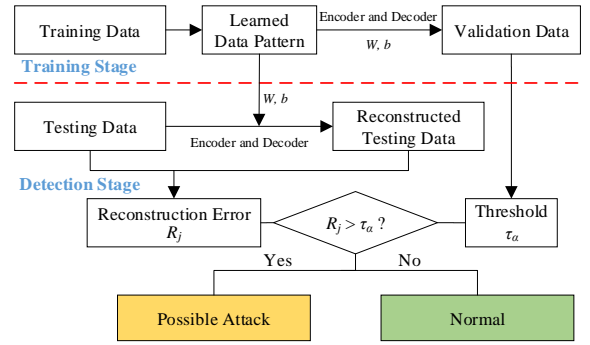 Training Data
Learned
Data Pattern
Encoder and Decoder
W, b
Validation Data
Training Stage
W, b
Testing Data
Encoder and Decoder
Reconstructed
Testing Data
Detection Stage
Reconstruction Error
R_j
R_j > τ_α ?
Threshold
τ_α
Yes
No
Possible Attack
Normal